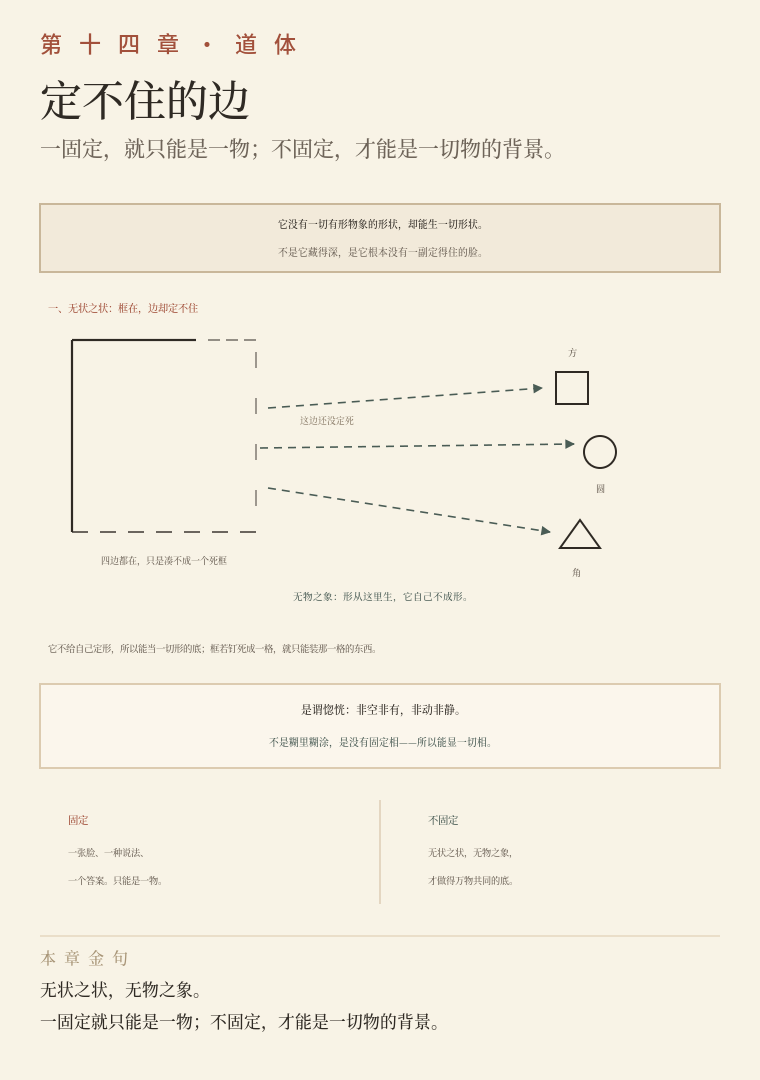 第十四章·道体
定不住的边
一固定，就只能是一物；不固定，才能是一切物的背景。
它没有一切有形物象的形状，却能生一切形状。
不是它藏得深，是它根本没有一副定得住的脸。
一、无状之状：框在，边却定不住
方
这边还没定死
圆
四边都在，只是凑不成一个死框
角
无物之象：形从这里生，它自己不成形。
它不给自己定形，所以能当一切形的底；框若钉死成一格，就只能装那一格的东西。
是谓惚恍：非空非有，非动非静。
不是糊里糊涂，是没有固定相——所以能显一切相。
固定
一张脸、一种说法、
一个答案。只能是一物。
不固定
无状之状，无物之象，
才做得万物共同的底。
本章金句
无状之状，无物之象。
一固定就只能是一物；不固定，才能是一切物的背景。